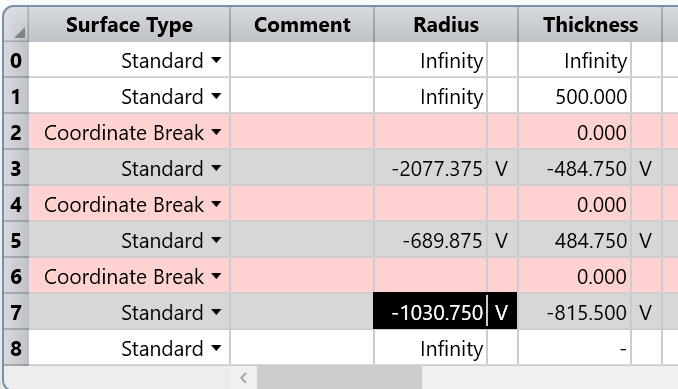 Surface Type Comment Radius Thickness
0 Standard Infinity Infinity
1 Standard Infinity 500.000
2 Coordinate Break 0.000
3 Standard -2077.375 V -484.750 V
4 Coordinate Break 0.000
5 Standard -689.875 V 484.750 V
6 Coordinate Break 0.000
7 Standard -1030.750 V -815.500 V
8 Standard Infinity -